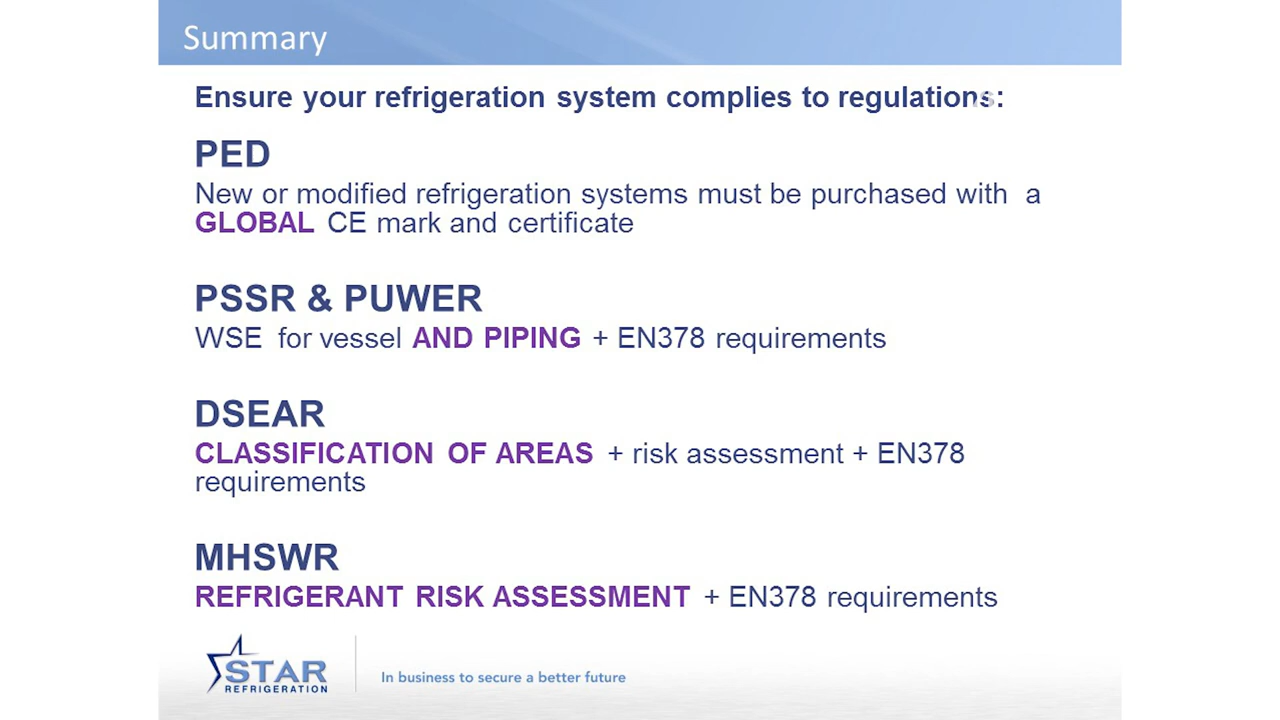 Summary
Ensure your refrigeration system complies to regulations:
PED
New or modified refrigeration systems must be purchased with a
GLOBAL CE mark and certificate
PSSR & PUWER
WSE for vessel AND PIPING + EN378 requirements
DSEAR
CLASSIFICATION OF AREAS + risk assessment + EN378
requirements
MHSWR
REFRIGERANT RISK ASSESSMENT + EN378 requirements
STAR
REFRIGERATION
In business to secure a better future